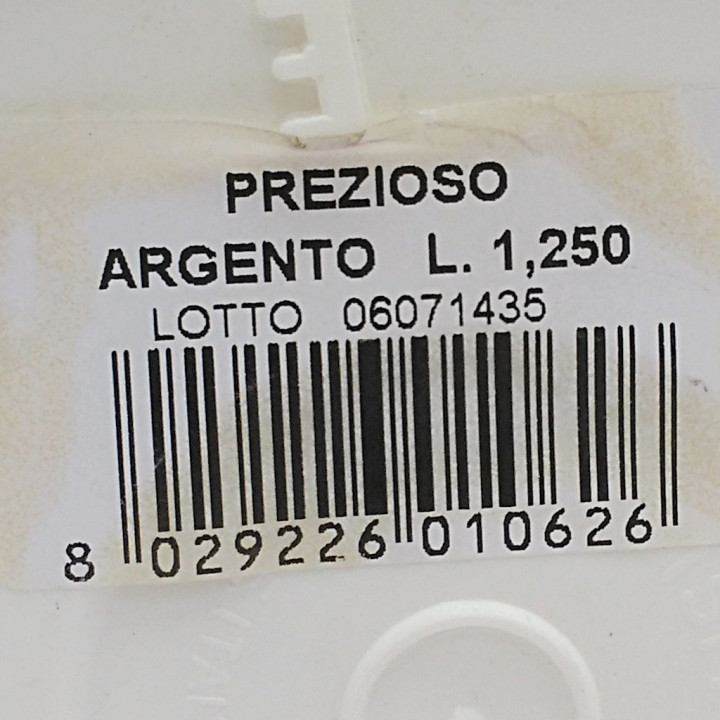 PREZIOSO
ARGENTO L. 1,250
LOTTO 06071435
8 029226 010626